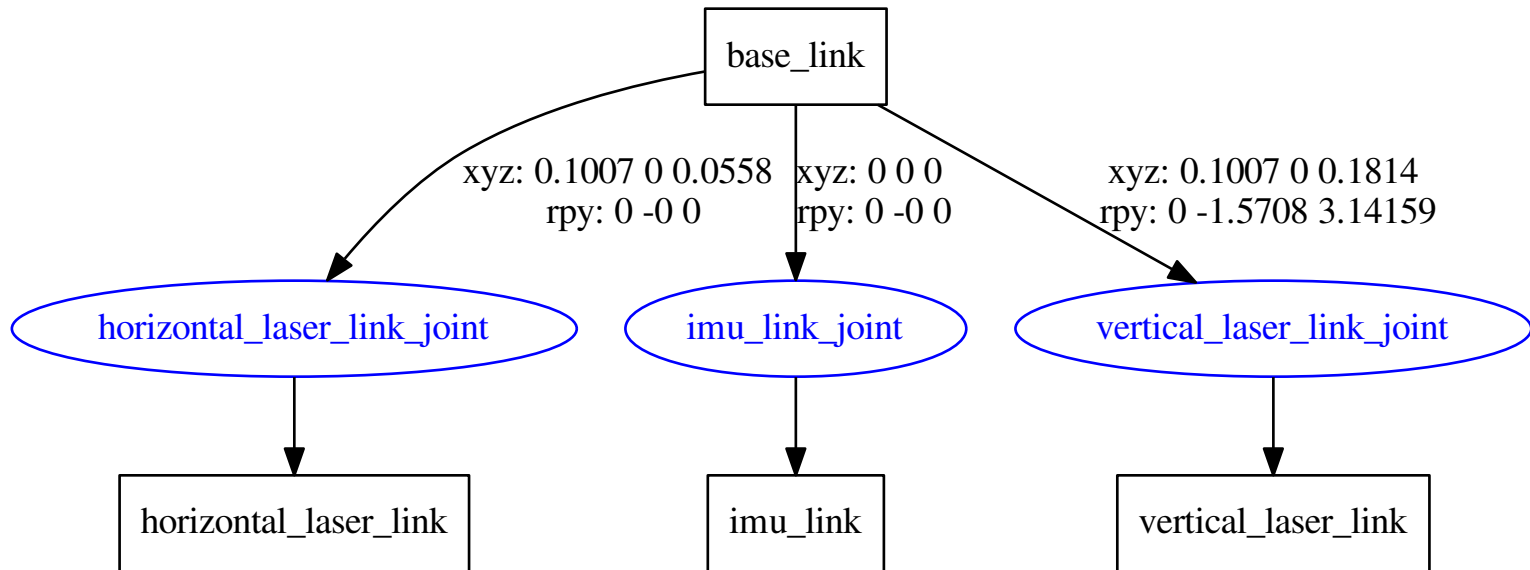 base_link
xyz: 0.1007 0 0.0558
rpy: 0 -0 0
xyz: 0 0 0
rpy: 0 -0 0
xyz: 0.1007 0 0.1814
rpy: 0 -1.5708 3.14159
horizontal_laser_link_joint
imu_link_joint
vertical_laser_link_joint
horizontal_laser_link
imu_link
vertical_laser_link